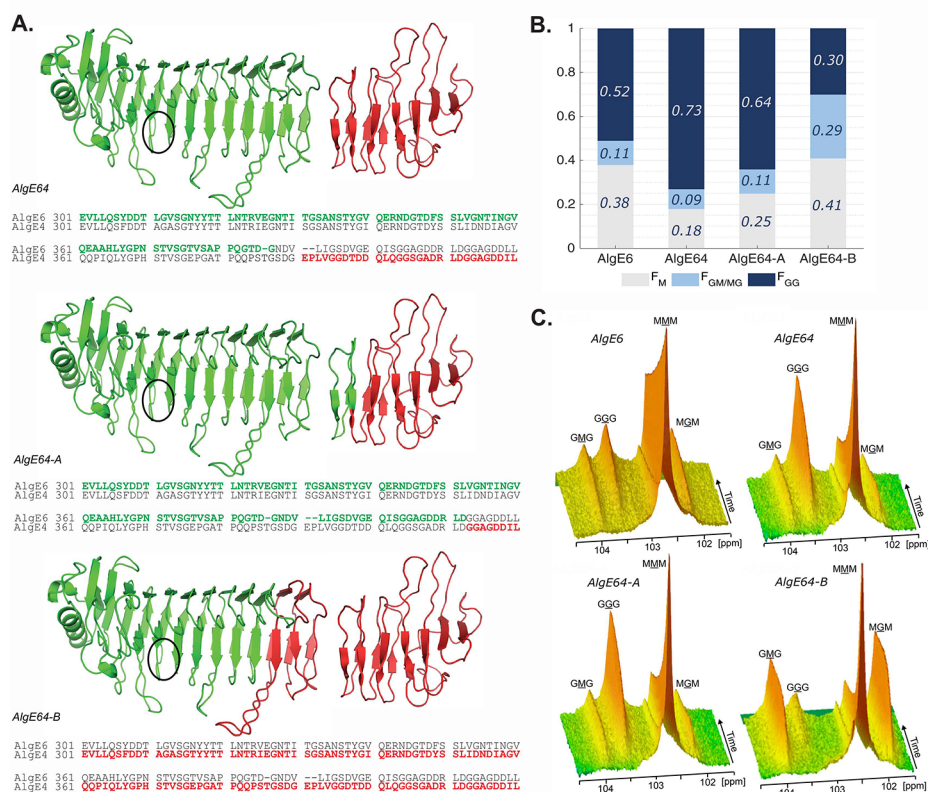 A.
AlgE64
AlgE6 301 EVLLQSYDDT LGVSGNYYTT LNTRVEGNTI TGSANSTYGV QERNDGTDFS SLVGNTINGV
AlgE4 301 EVLLQSFDDT AGASGTYYTT LNTRIEGNTI SGSANSTYGI QERNDGTDYS SLIDNDIAGV
AlgE6 361 QEAAHLYGPN STVSGTVSAP PQGTDG-GNDV --LIGSDVGE QISGGAGDDR LDGGAGDDLL
AlgE4 361 QQPIQLYGPH STVSGEPGAT PQQPSTGSDG EPLVGGDTDD QLQGGSGADR LDGGAGDDIL
AlgE64-A
AlgE6 301 EVLLQSYDDT LGVSGNYYTT LNTRVEGNTI TGSANSTYGV QERNDGTDFS SLVGNTINGV
AlgE4 301 EVLLQSFDDT AGASGTYYTT LNTRIEGNTI SGSANSTYGI QERNDGTDYS SLIDNDIAGV
AlgE6 361 QEAAHLYGPN STVSGTVSAP PQGTD-GNDV --LIGSDVGE QISGGAGDDR LDGGAGDDLL
AlgE4 361 QQPIQLYGPH STVSGEPGAT PQQPSTGSDG EPLVGGDTDD QLQGGSGADR LDGGAGDDIL
AlgE64-B
AlgE6 301 EVLLQSYDDT LGVSGNYYTT LNTRVEGNTI TGSANSTYGV QERNDGTDFS SLVGNTINGV
AlgE4 301 EVLLQSFDDT AGASGTYYTT LNTRIEGNTI SGSANSTYGI QERNDGTDYS SLIDNDIAGV
AlgE6 361 QEAAHLYGPN STVSGTVSAP PQGTD-GNDV --LIGSDVGE QISGGAGDDR LDGGAGDDLL
AlgE4 361 QQPIQLYGPH STVSGEPGAT PQQPSTGSDG EPLVGGDTDD QLQGGSGADR LDGGAGDDIL
B.
1
0.8
0.6
0.4
0.2
0
0.52 0.73 0.64 0.30
0.11 0.09 0.11 0.29
0.38 0.18 0.25 0.41
AlgE6 AlgE64 AlgE64-A AlgE64-B
FM FGM/MG FGG
C.
AlgE6
MMM
GMG
GGG
MGM
Time
104 103 102 [ppm]
AlgE64
MMM
GGG
GMG
MGM
Time
104 103 102 [ppm]
AlgE64-A
MMM
GGG
GMG
MGM
Time
104 103 102 [ppm]
AlgE64-B
MMM
MGM
GMG
GGG
Time
104 103 102 [ppm]